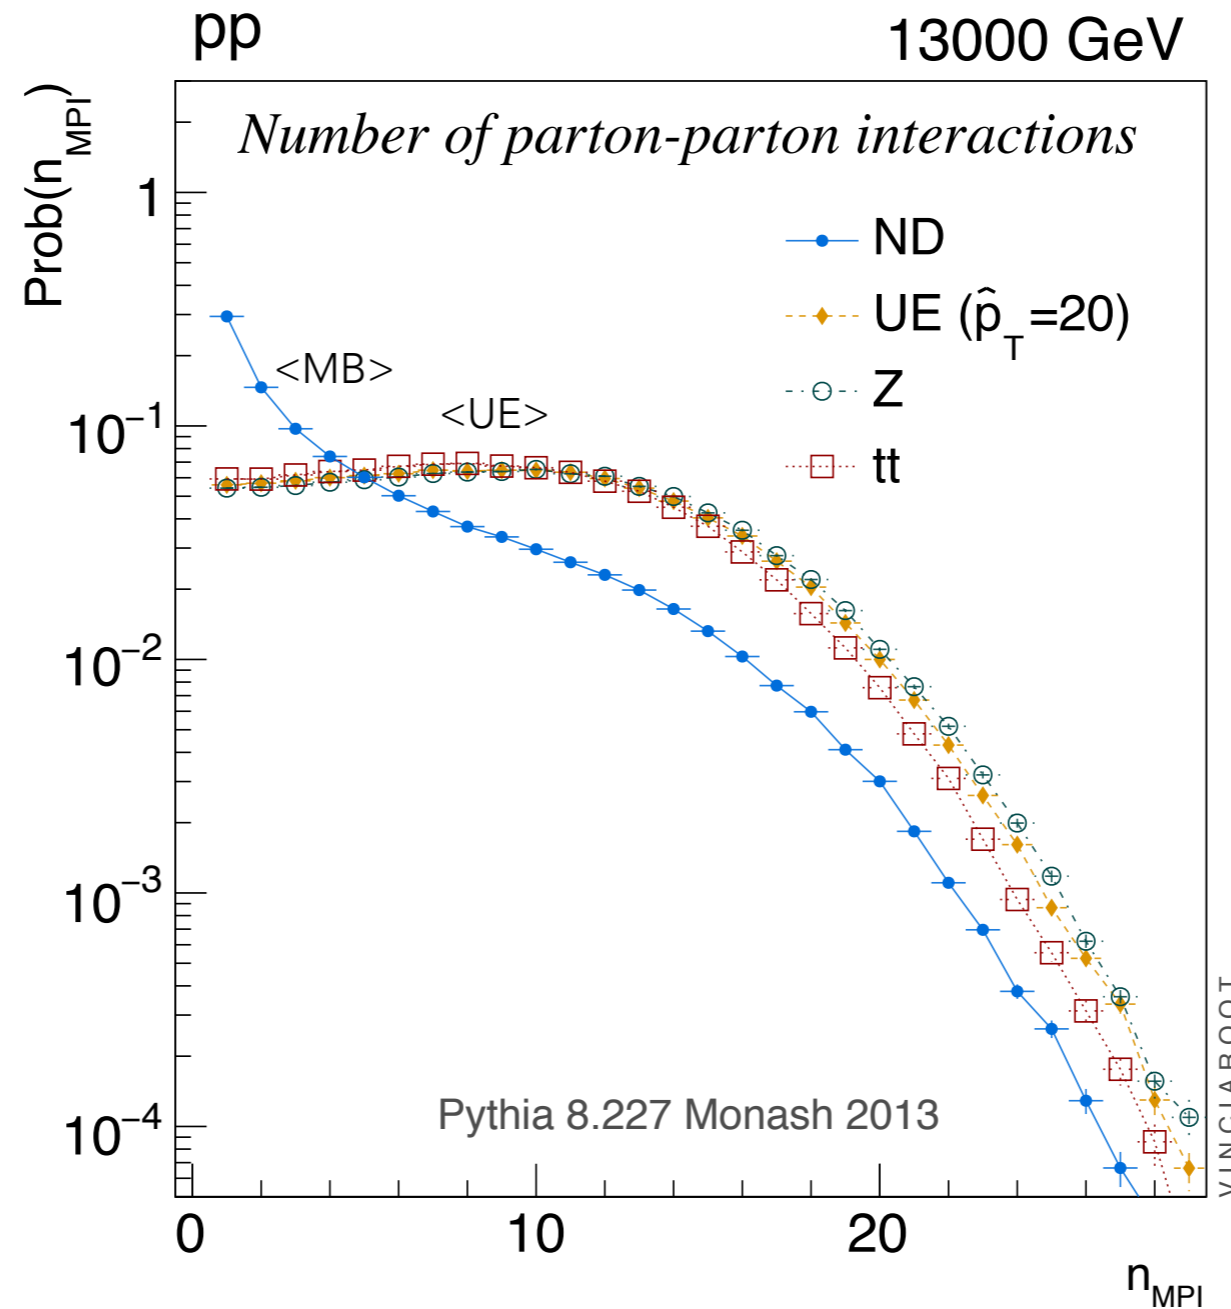 pp 13000 GeV
Prob(n_MPI)
Number of parton-parton interactions
1
10⁻¹
10⁻²
10⁻³
10⁻⁴
ND
UE (p̂_T=20)
Z
tt
<MB>
<UE>
Pythia 8.227 Monash 2013
VINCIAROOT
0 10 20
n_MPI